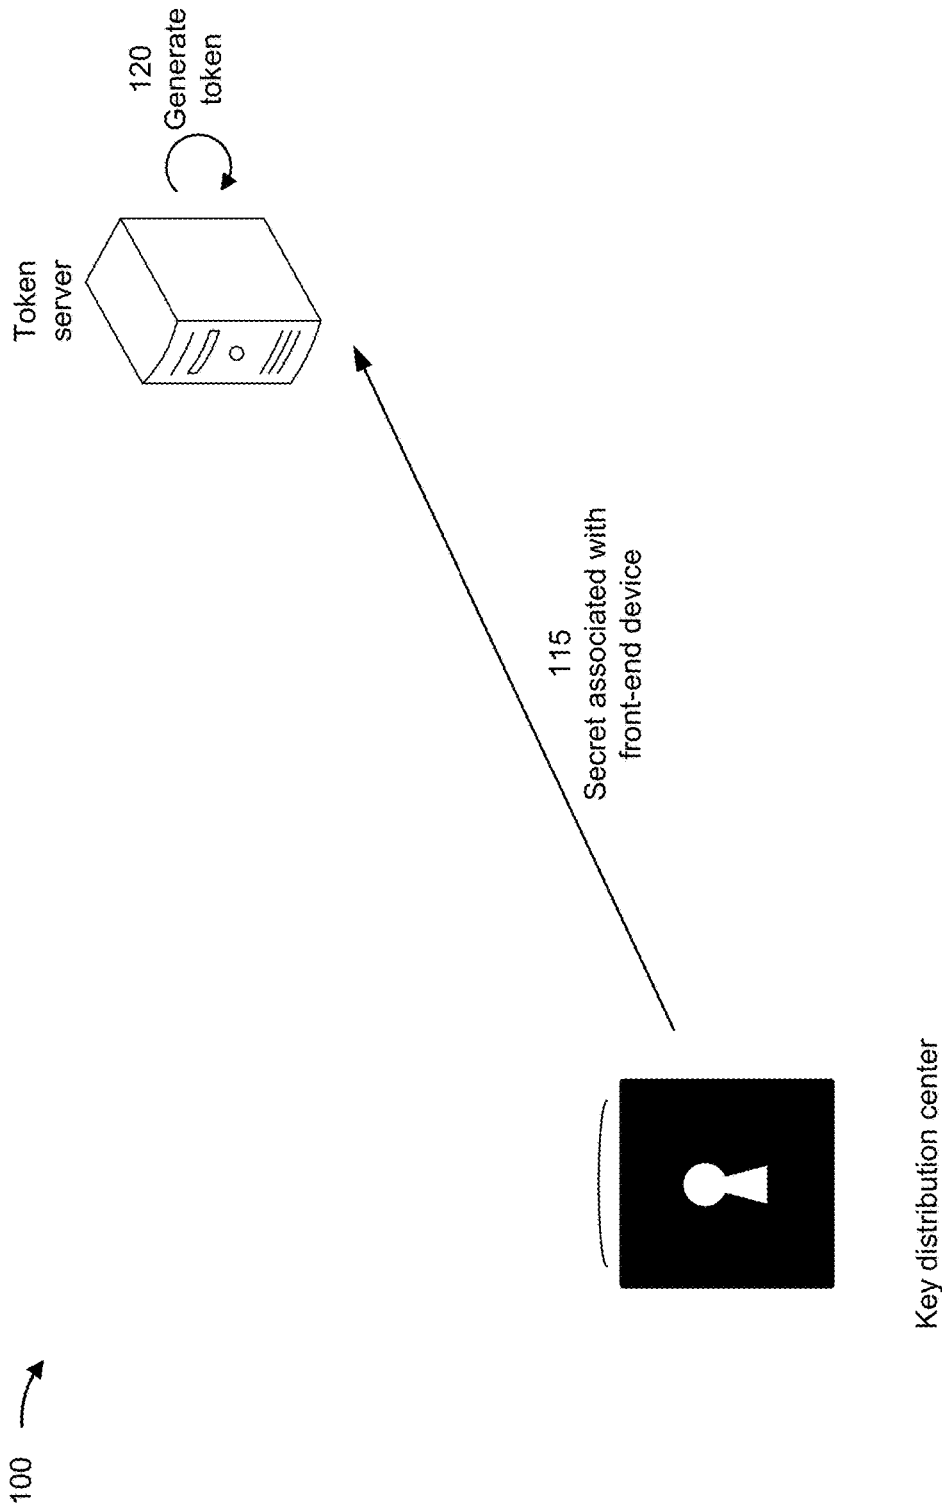 100
Token
server
120
Generate
token
115
Secret associated with
front-end device
Key distribution center